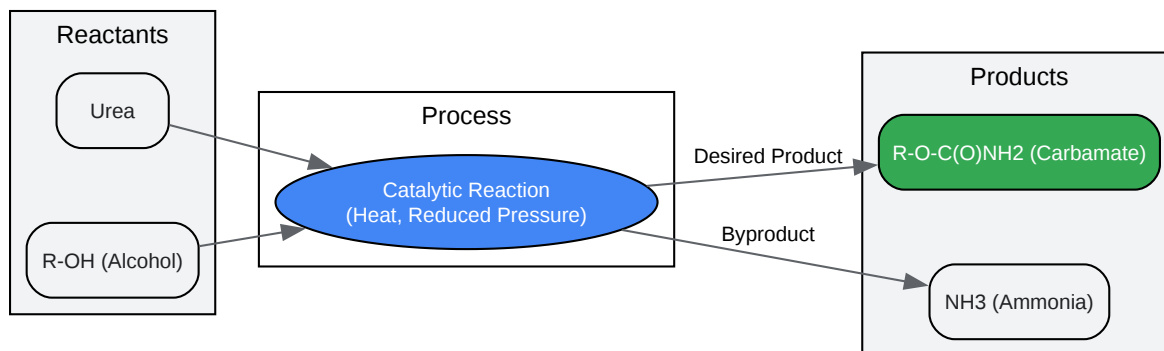 Reactants
Urea
R-OH (Alcohol)
Process
Catalytic Reaction
(Heat, Reduced Pressure)
Desired Product
Byproduct
Products
R-O-C(O)NH2 (Carbamate)
NH3 (Ammonia)